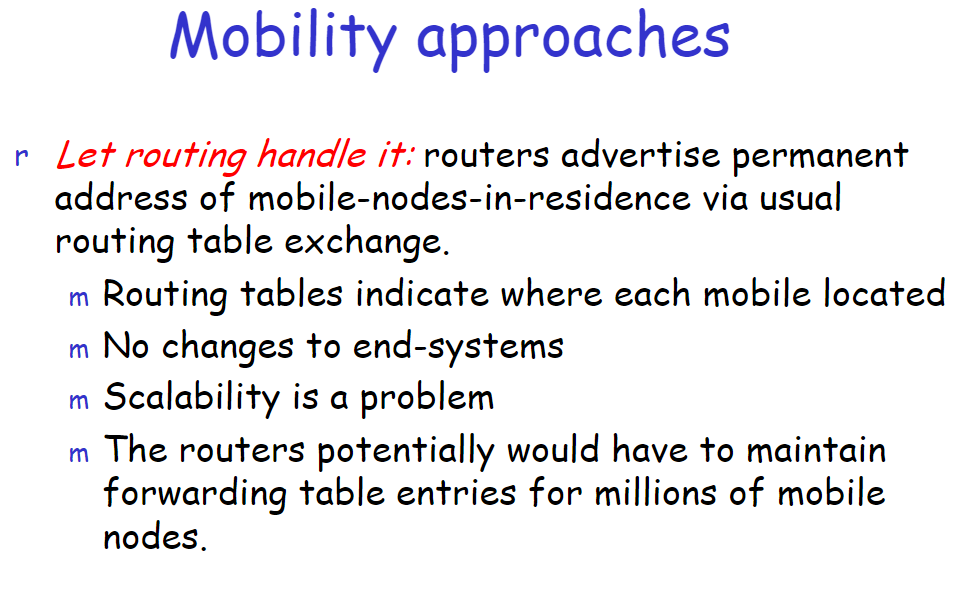 Mobility approaches
r Let routing handle it: routers advertise permanent
address of mobile-nodes-in-residence via usual
routing table exchange.
m Routing tables indicate where each mobile located
m No changes to end-systems
m Scalability is a problem
m The routers potentially would have to maintain
forwarding table entries for millions of mobile
nodes.